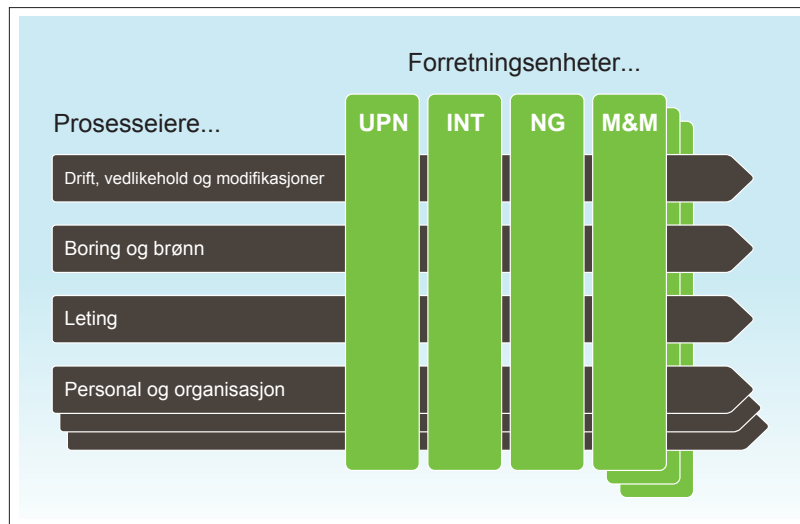 Forretningsenheter...
Prosesseiere...
UPN INT NG M&M
Drift, vedlikehold og modifikasjoner
Boring og brønn
Leting
Personal og organisasjon